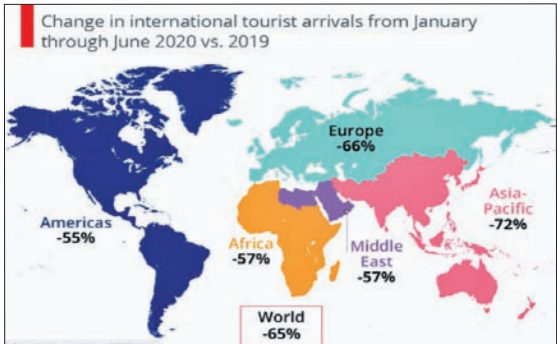 Change in international tourist arrivals from January
through June 2020 vs. 2019
Europe
-66%
Americas
-55%
Africa
-57%
Middle
East
-57%
Asia-
Pacific
-72%
World
-65%